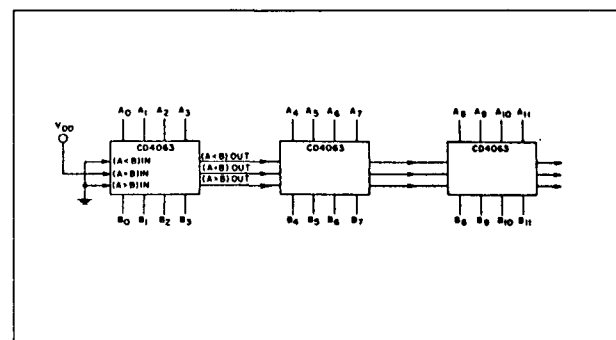 A0 A1 A2 A3 A4 A5 A6 A7 A8 A9 A10 A11
VDD
CD4063 CD4063 CD4063
(A<B)IN (A<B)OUT
(A=B)IN (A=B)OUT
(A>B)IN (A>B)OUT
B0 B1 B2 B3 B4 B5 B6 B7 B8 B9 B10 B11